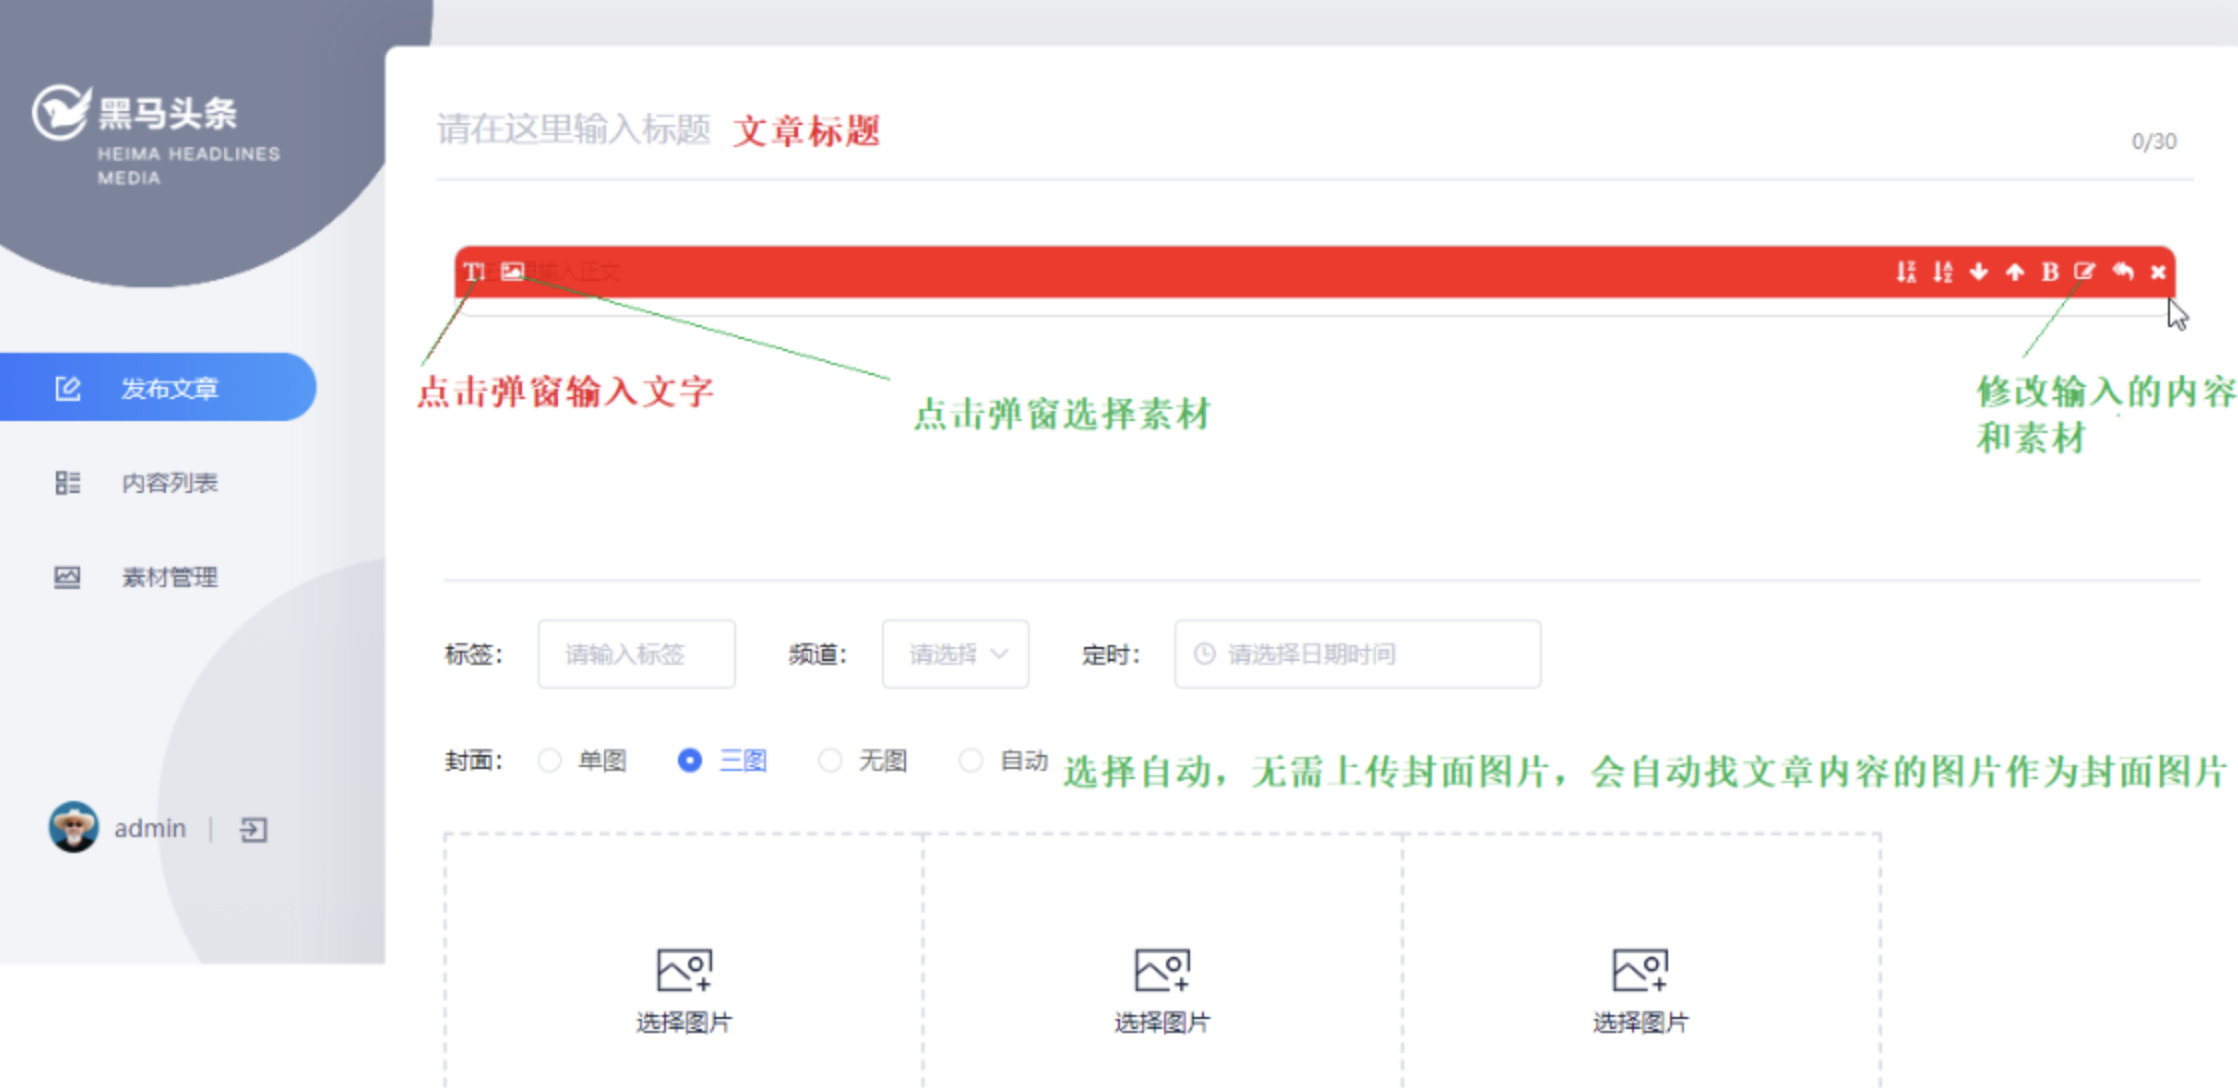 黑马头条
HEIMA HEADLINES
MEDIA
请在这里输入标题 文章标题
0/30
里输入正文
点击弹窗输入文字
点击弹窗选择素材
修改输入的内容
和素材
发布文章
内容列表
素材管理
admin
标签: 请输入标签 频道: 请选择 定时: 请选择日期时间
封面: 单图 三图 无图 自动 选择自动，无需上传封面图片，会自动找文章内容的图片作为封面图片
选择图片 选择图片 选择图片